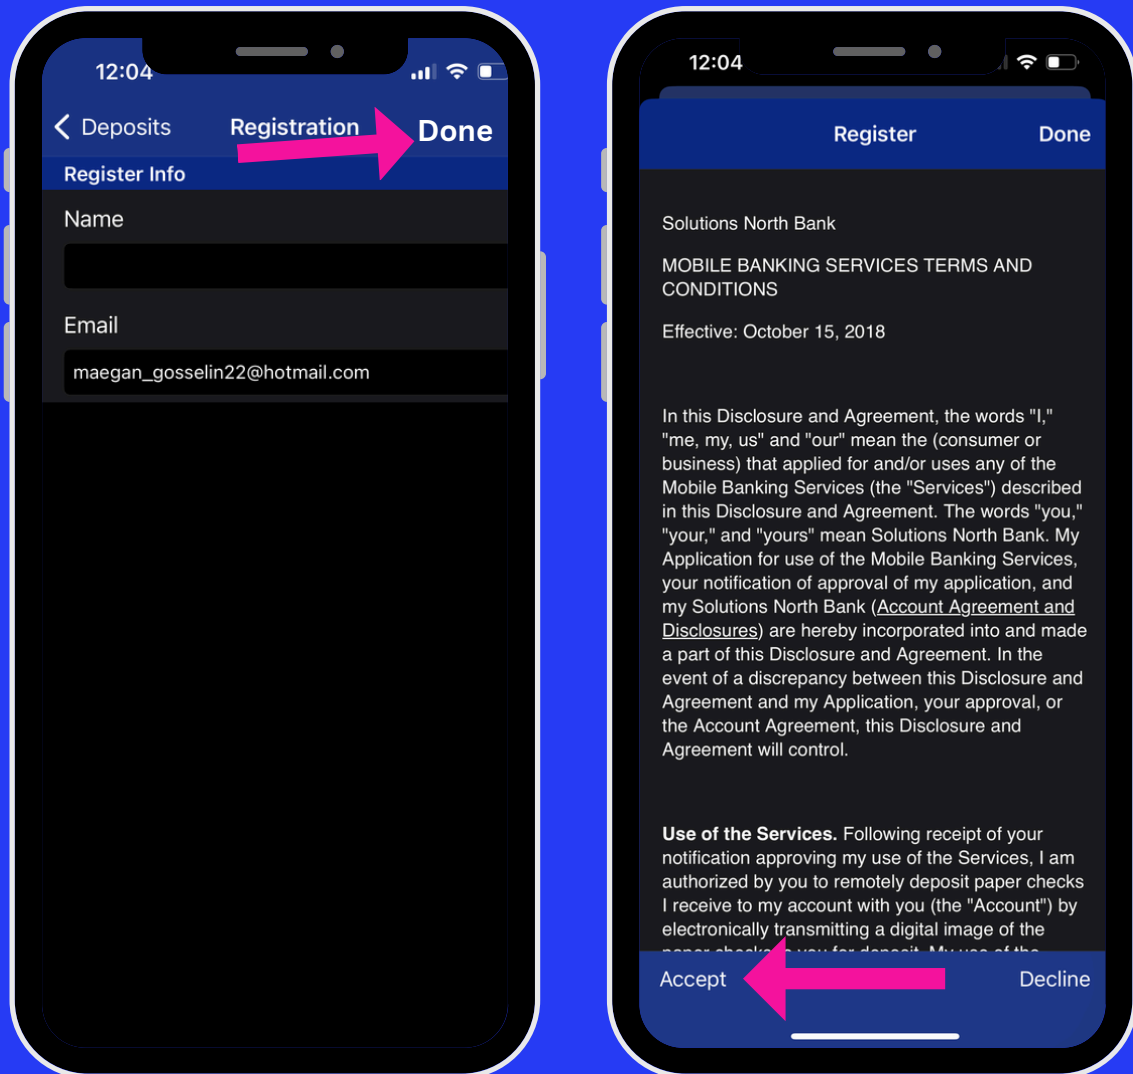 12:04
Deposits Registration Done
Register Info
Name
Email
maegan_gosselin22@hotmail.com
12:04
Register Done
Solutions North Bank
MOBILE BANKING SERVICES TERMS AND
CONDITIONS
Effective: October 15, 2018
In this Disclosure and Agreement, the words "I,"
"me, my, us" and "our" mean the (consumer or
business) that applied for and/or uses any of the
Mobile Banking Services (the "Services") described
in this Disclosure and Agreement. The words "you,"
"your," and "yours" mean Solutions North Bank. My
Application for use of the Mobile Banking Services,
your notification of approval of my application, and
my Solutions North Bank (Account Agreement and
Disclosures) are hereby incorporated into and made
a part of this Disclosure and Agreement. In the
event of a discrepancy between this Disclosure and
Agreement and my Application, your approval, or
the Account Agreement, this Disclosure and
Agreement will control.
Use of the Services. Following receipt of your
notification approving my use of the Services, I am
authorized by you to remotely deposit paper checks
I receive to my account with you (the "Account") by
electronically transmitting a digital image of the
Accept Decline